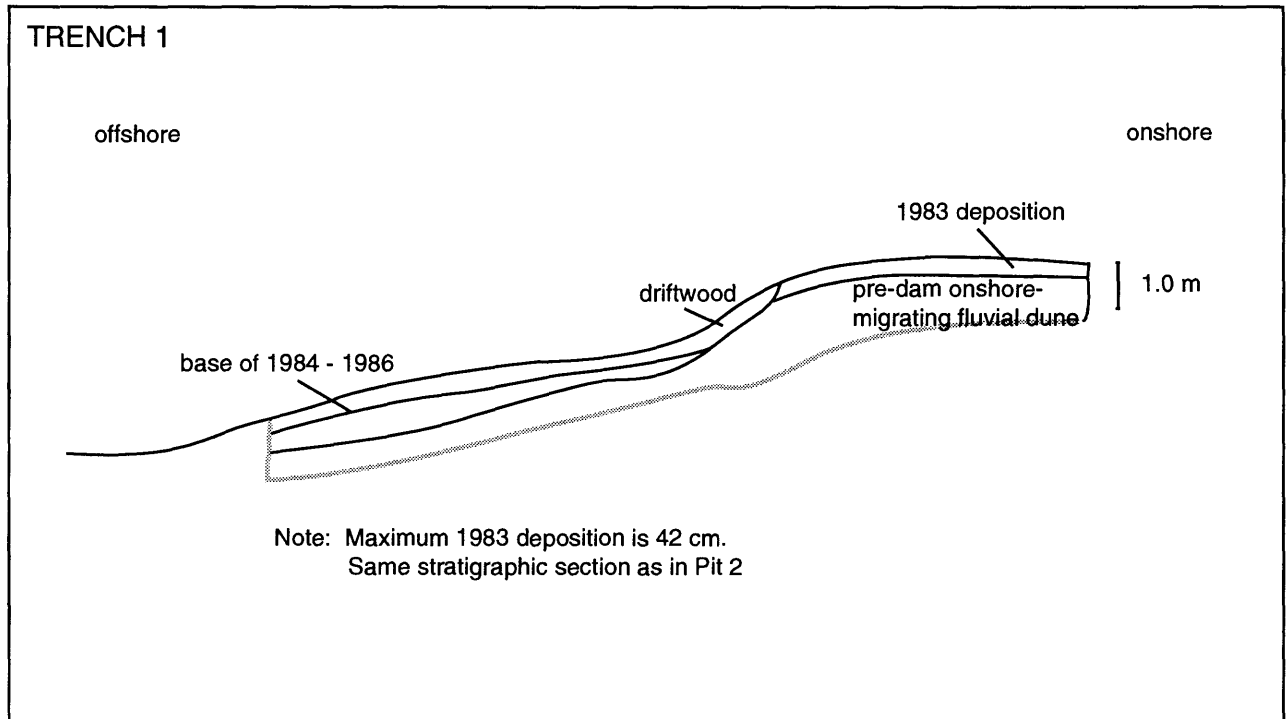 TRENCH 1
offshore
onshore
1983 deposition
1.0 m
driftwood
pre-dam onshore-
migrating fluvial dune
base of 1984 - 1986
Note: Maximum 1983 deposition is 42 cm.
Same stratigraphic section as in Pit 2